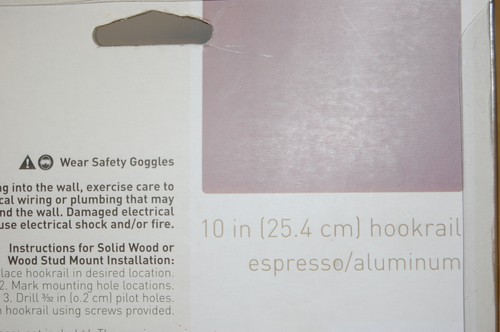 Wear Safety Goggles
ng into the wall, exercise care to
cal wiring or plumbing that may
nd the wall. Damaged electrical
use electrical shock and/or fire.
Instructions for Solid Wood or
Wood Stud Mount Installation:
lace hookrail in desired location.
2. Mark mounting hole locations.
3. Drill 3⁄32 in (0.2 cm) pilot holes.
n hookrail using screws provided.
10 in (25.4 cm) hookrail
espresso/aluminum